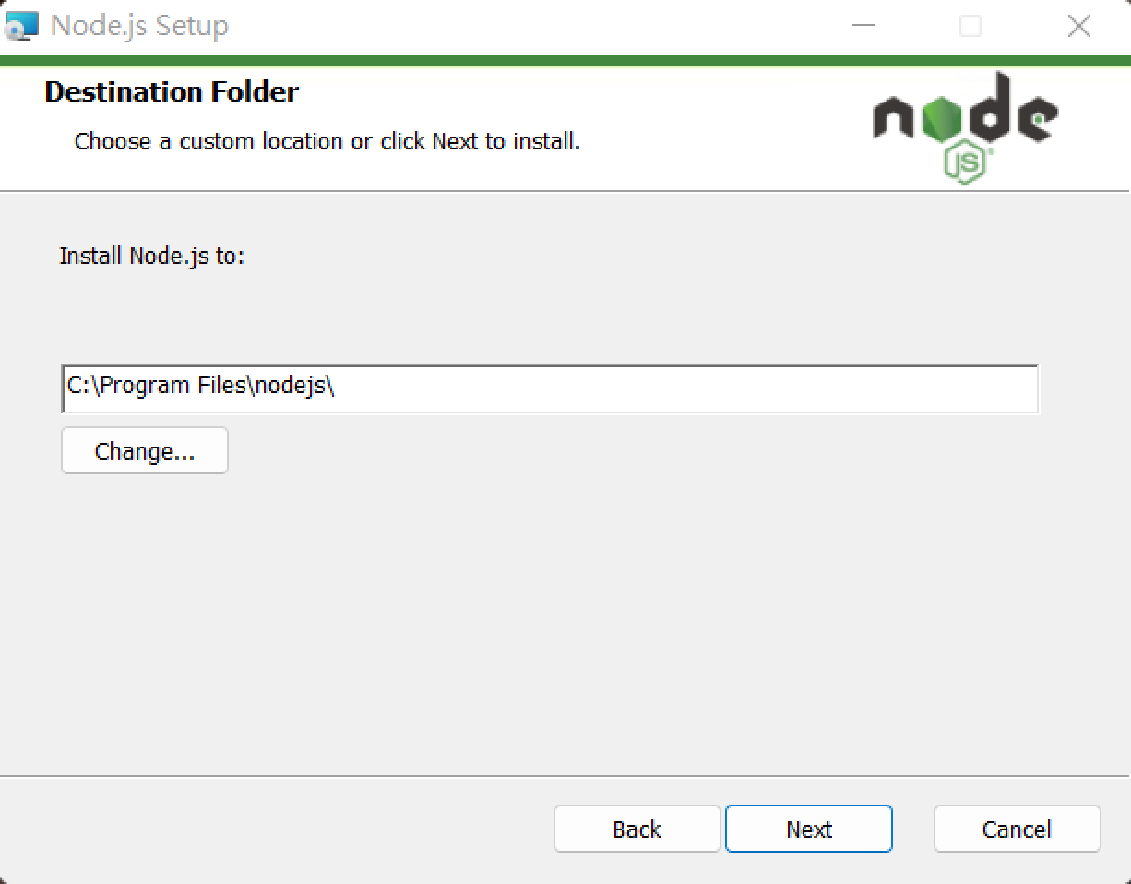 Node.js Setup
Destination Folder
Choose a custom location or click Next to install.
node
JS
Install Node.js to:
C:\Program Files\nodejs\
Change...
Back
Next
Cancel